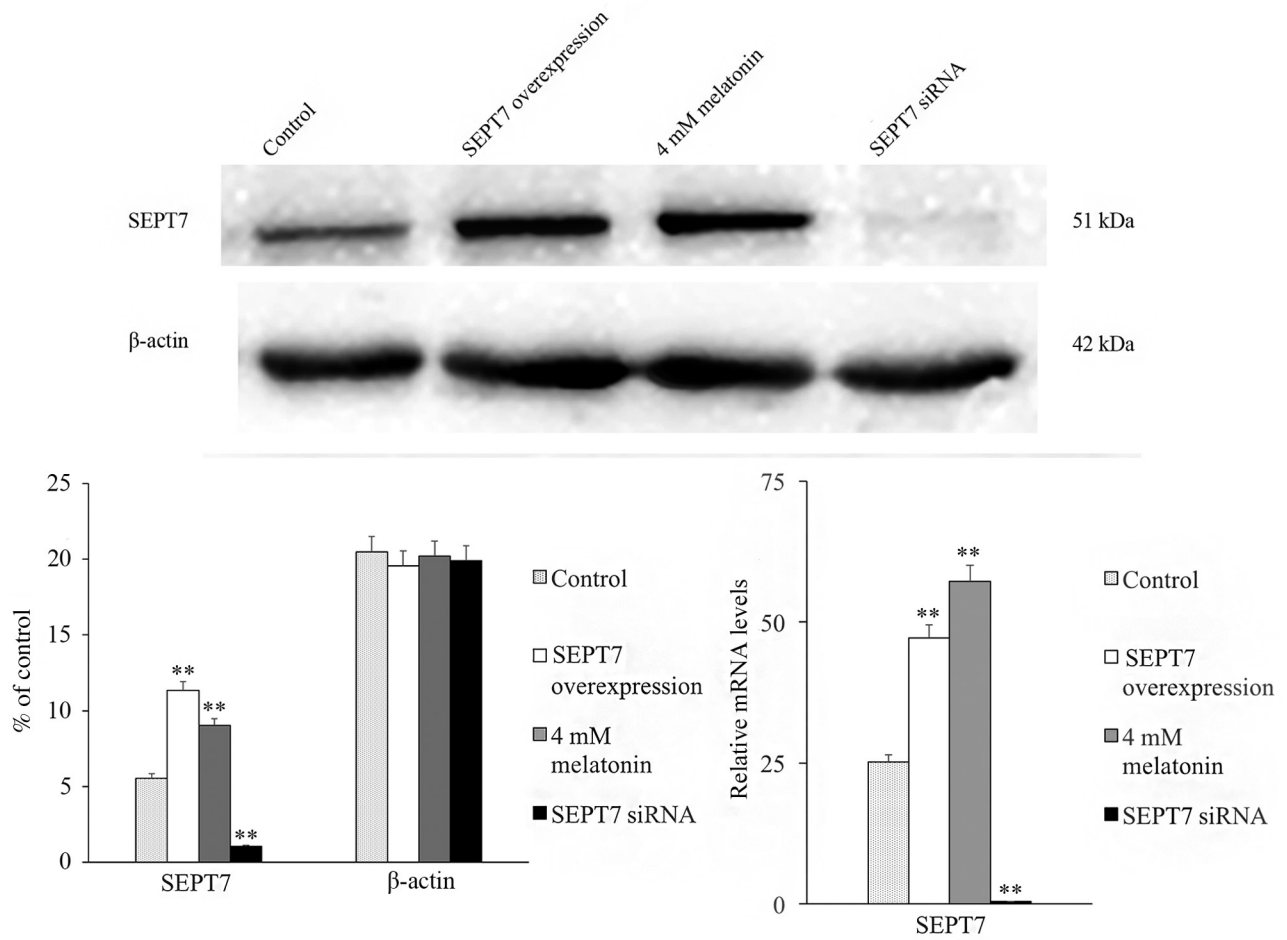 Control
SEPT7 overexpression
4 mM melatonin
SEPT7 siRNA
SEPT7
51 kDa
β-actin
42 kDa
25
20
15
10
5
0
% of control
**
**
**
SEPT7
β-actin
Control
SEPT7
overexpression
4 mM
melatonin
SEPT7 siRNA
75
50
25
0
Relative mRNA levels
**
**
**
SEPT7
Control
SEPT7
overexpression
4 mM
melatonin
SEPT7 siRNA